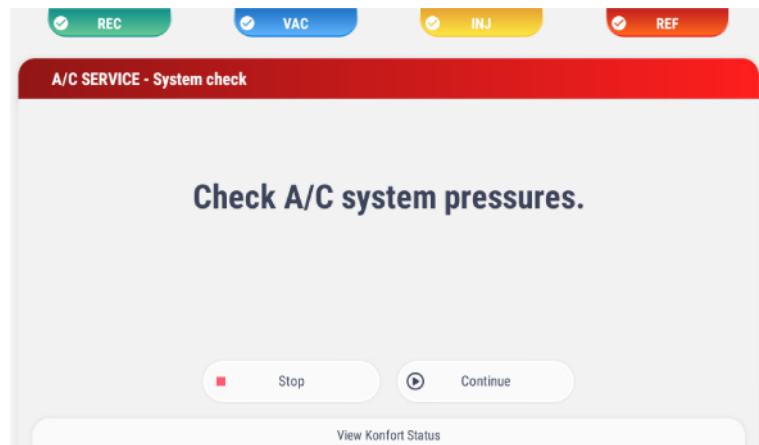 REC VAC INJ REF
A/C SERVICE - System check
Check A/C system pressures.
Stop Continue
View Konfort Status